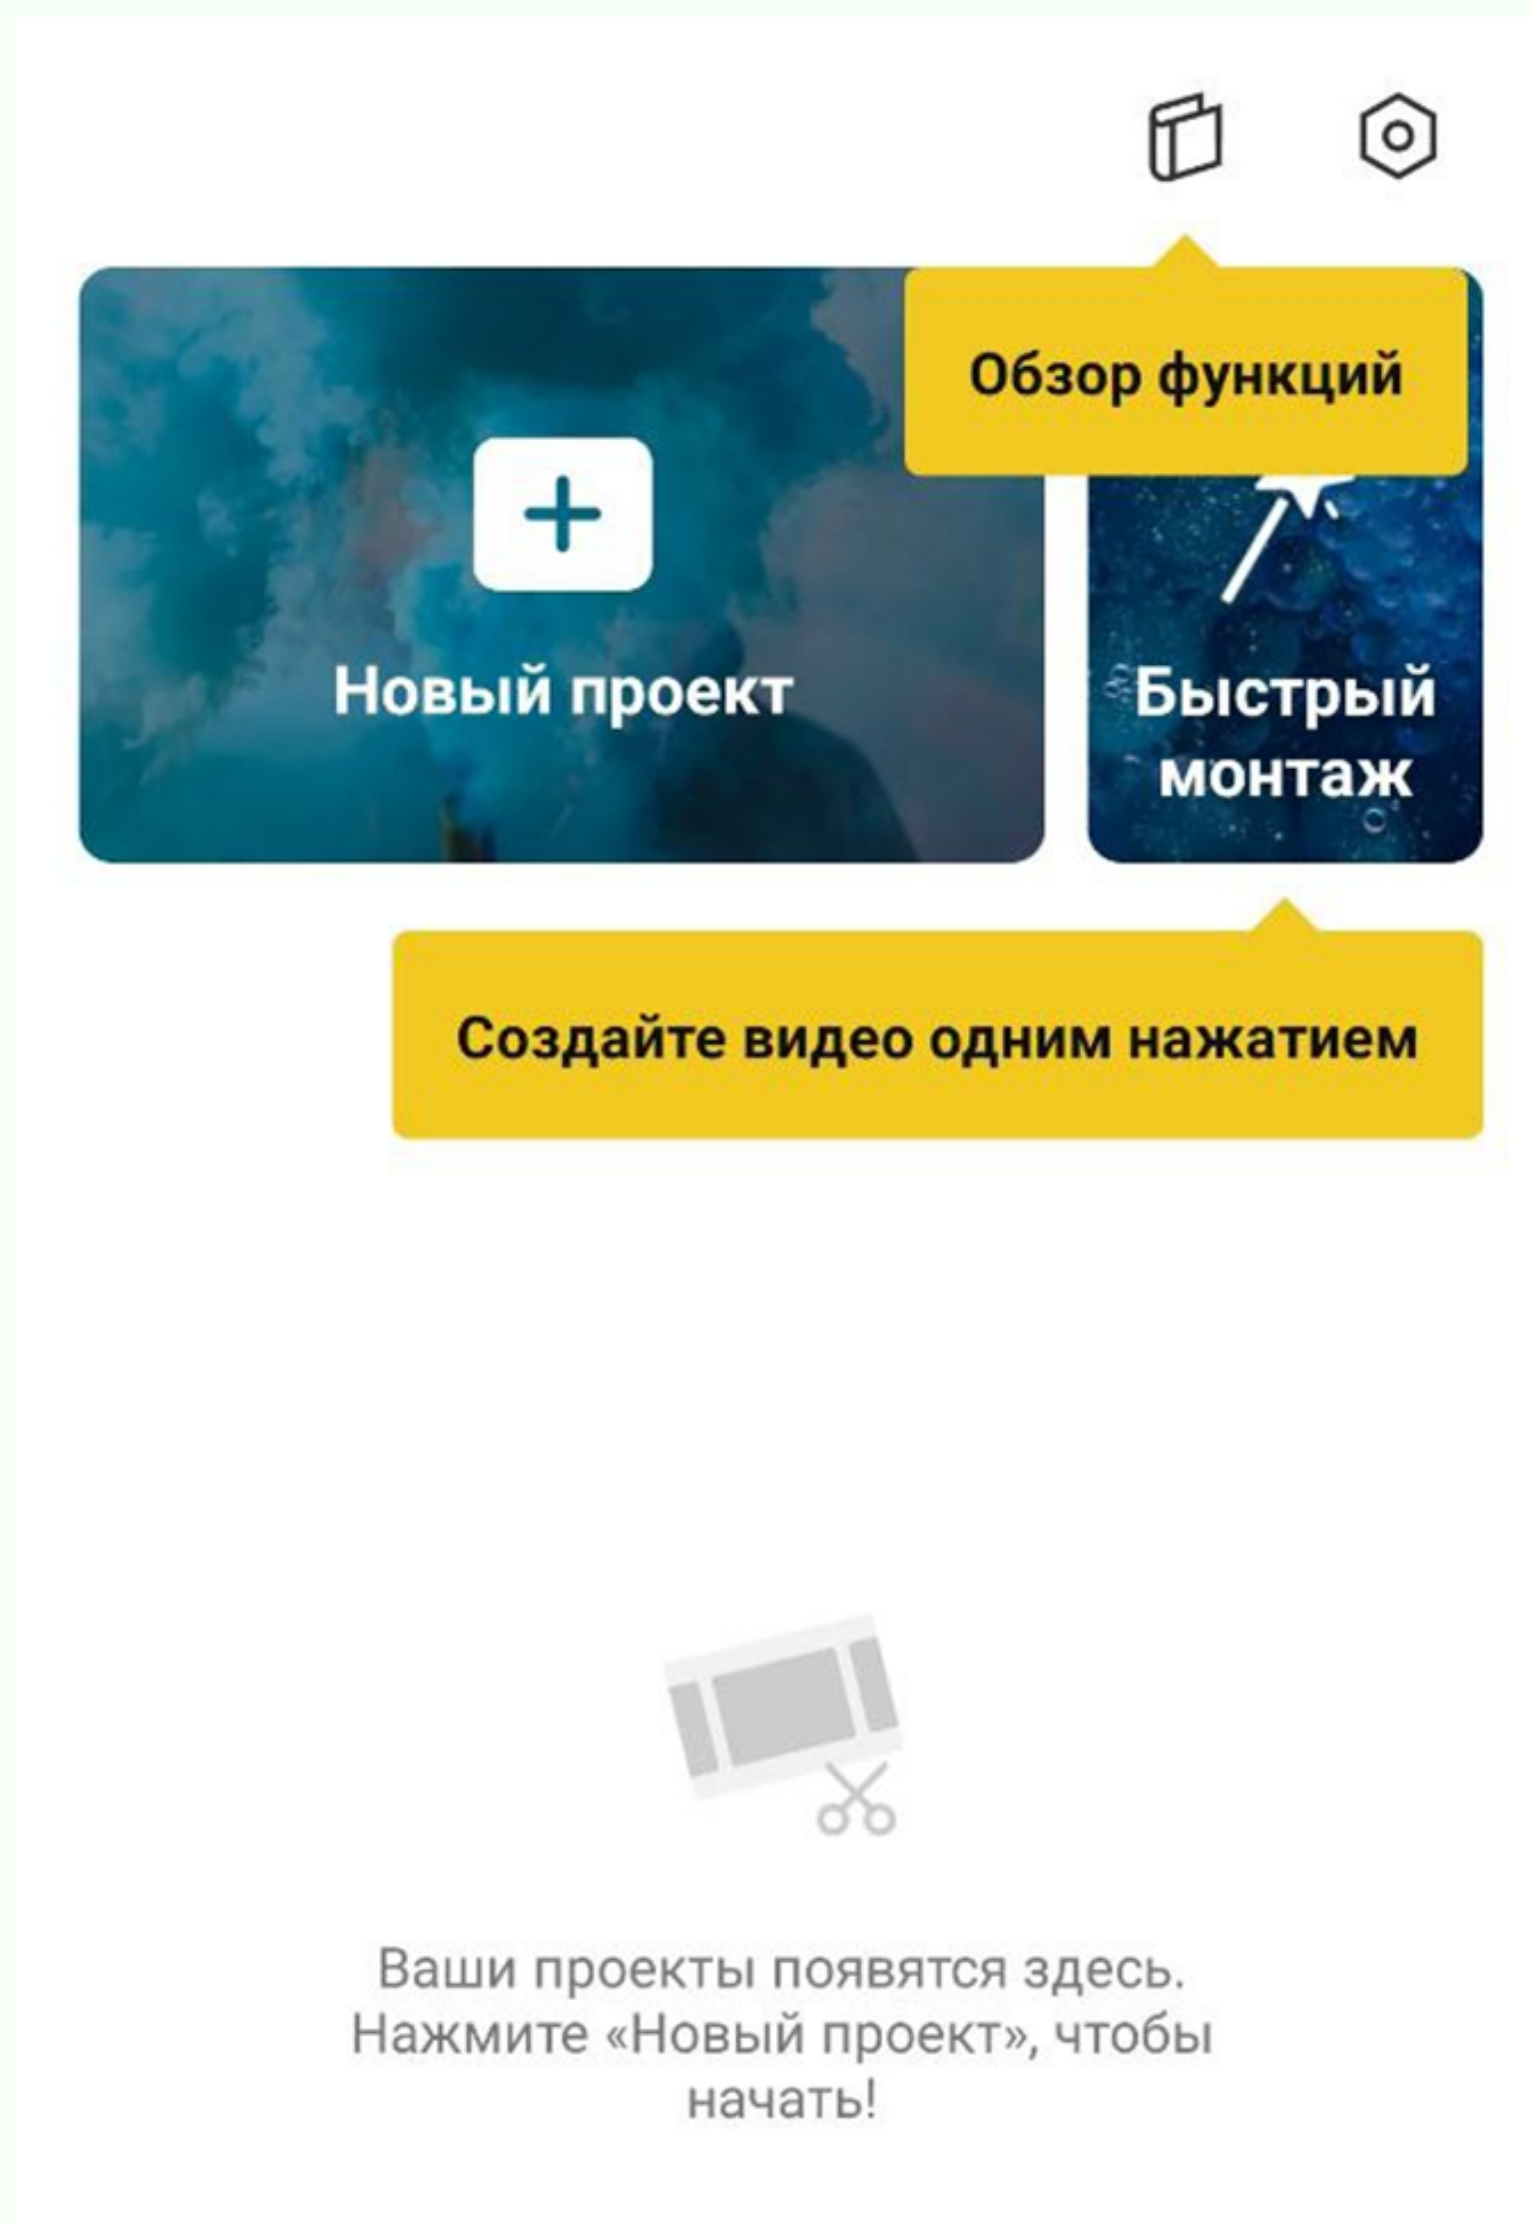 Обзор функций
Новый проект
Быстрый
монтаж
Создайте видео одним нажатием
Ваши проекты появятся здесь.
Нажмите «Новый проект», чтобы
начать!